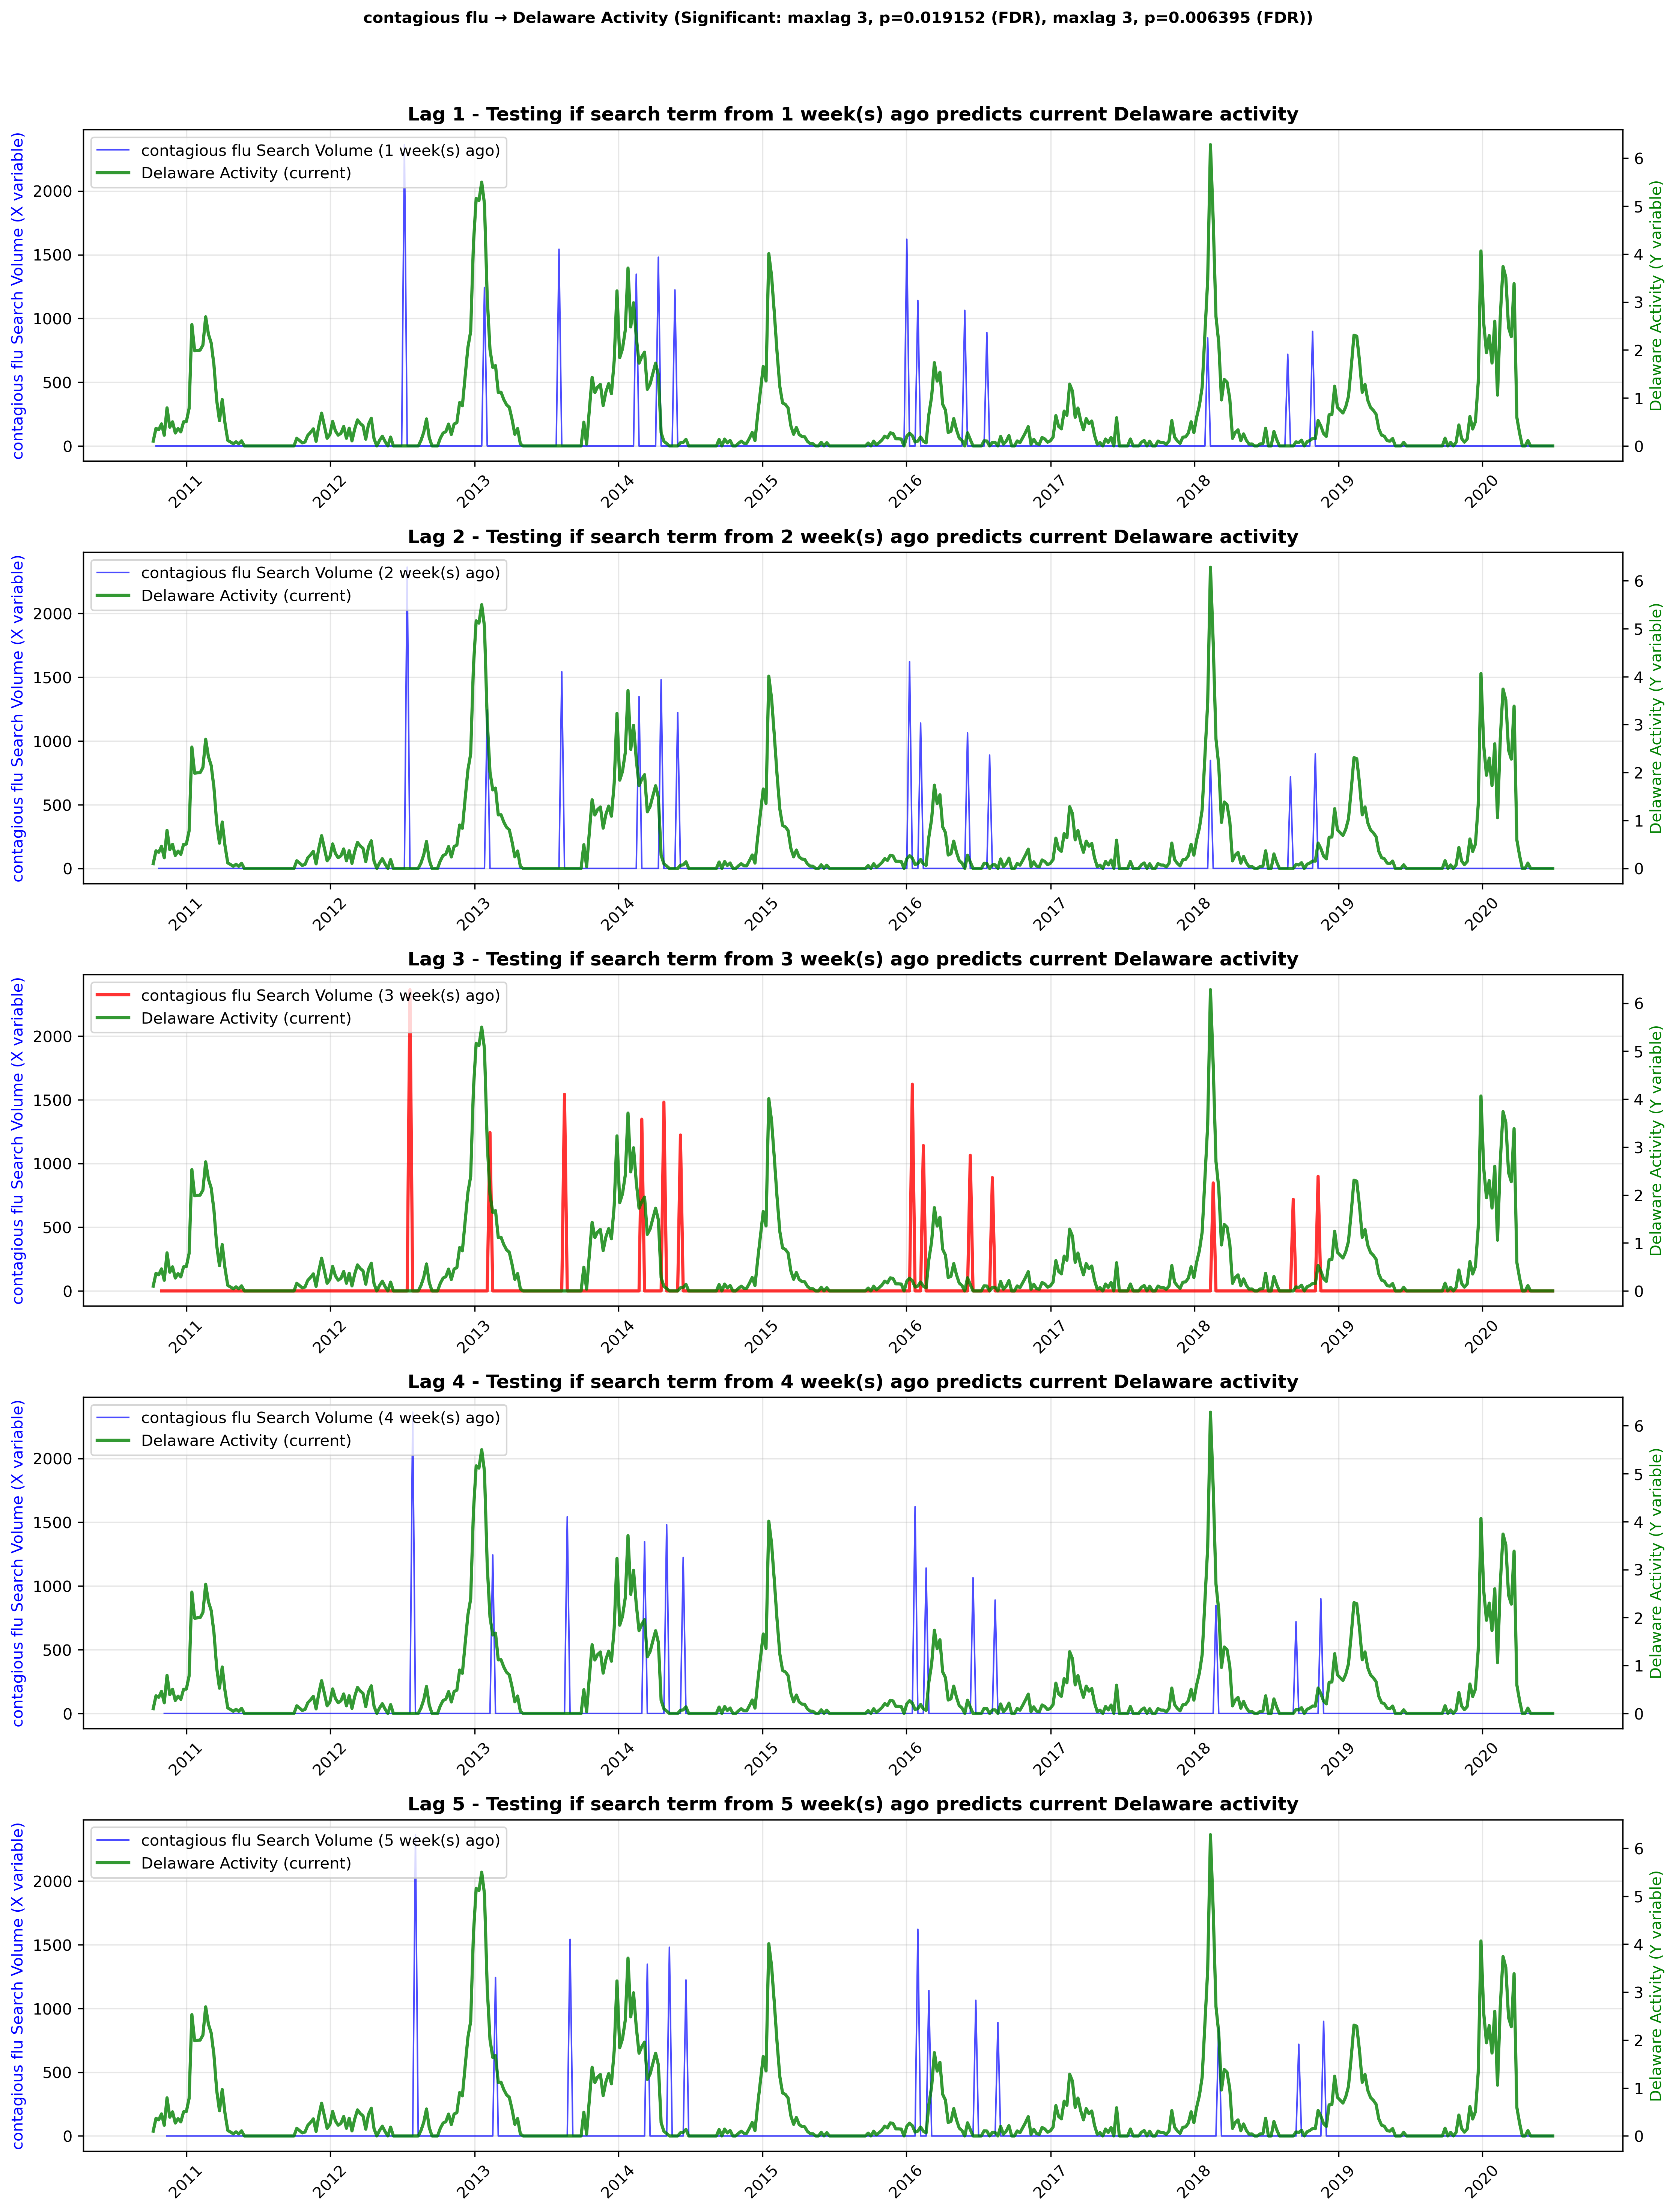 contagious flu → Delaware Activity (Significant: maxlag 3, p=0.019152 (FDR), maxlag 3, p=0.006395 (FDR))
Lag 1 - Testing if search term from 1 week(s) ago predicts current Delaware activity
contagious flu Search Volume (X variable)
contagious flu Search Volume (1 week(s) ago)
Delaware Activity (current)
2000
1500
1000
500
0
6
5
4
3
2
1
0
Delaware Activity (Y variable)
2011 2012 2013 2014 2015 2016 2017 2018 2019 2020
Lag 2 - Testing if search term from 2 week(s) ago predicts current Delaware activity
contagious flu Search Volume (X variable)
contagious flu Search Volume (2 week(s) ago)
Delaware Activity (current)
2000
1500
1000
500
0
6
5
4
3
2
1
0
Delaware Activity (Y variable)
2011 2012 2013 2014 2015 2016 2017 2018 2019 2020
Lag 3 - Testing if search term from 3 week(s) ago predicts current Delaware activity
contagious flu Search Volume (X variable)
contagious flu Search Volume (3 week(s) ago)
Delaware Activity (current)
2000
1500
1000
500
0
6
5
4
3
2
1
0
Delaware Activity (Y variable)
2011 2012 2013 2014 2015 2016 2017 2018 2019 2020
Lag 4 - Testing if search term from 4 week(s) ago predicts current Delaware activity
contagious flu Search Volume (X variable)
contagious flu Search Volume (4 week(s) ago)
Delaware Activity (current)
2000
1500
1000
500
0
6
5
4
3
2
1
0
Delaware Activity (Y variable)
2011 2012 2013 2014 2015 2016 2017 2018 2019 2020
Lag 5 - Testing if search term from 5 week(s) ago predicts current Delaware activity
contagious flu Search Volume (X variable)
contagious flu Search Volume (5 week(s) ago)
Delaware Activity (current)
2000
1500
1000
500
0
6
5
4
3
2
1
0
Delaware Activity (Y variable)
2011 2012 2013 2014 2015 2016 2017 2018 2019 2020